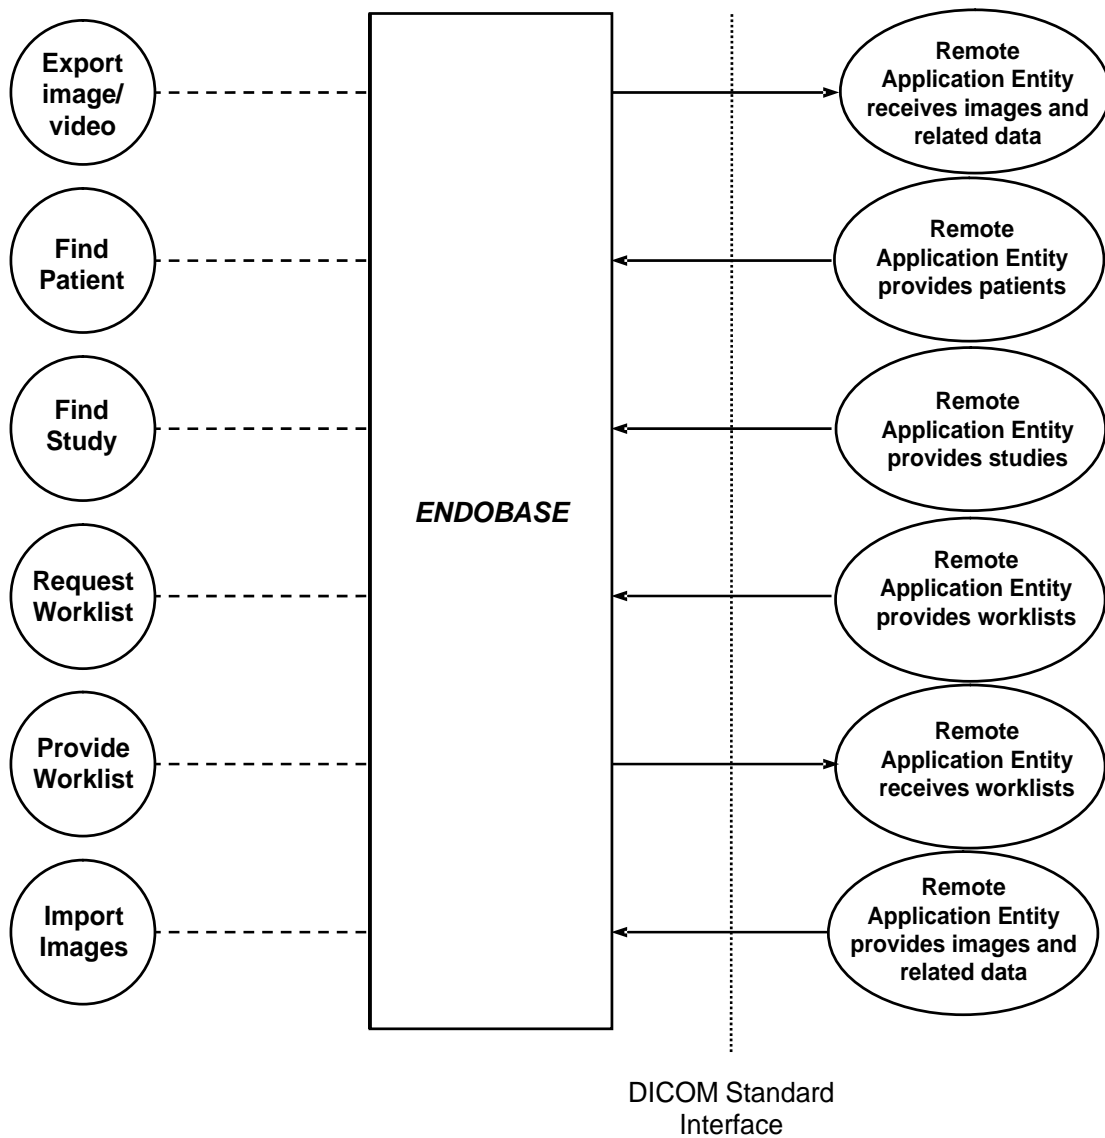 Export
image/
video
Remote
Application Entity
receives images and
related data
Find
Patient
Remote
Application Entity
provides patients
Find
Study
Remote
Application Entity
provides studies
ENDOBASE
Request
Worklist
Remote
Application Entity
provides worklists
Provide
Worklist
Remote
Application Entity
receives worklists
Import
Images
Remote
Application Entity
provides images and
related data
DICOM Standard
Interface